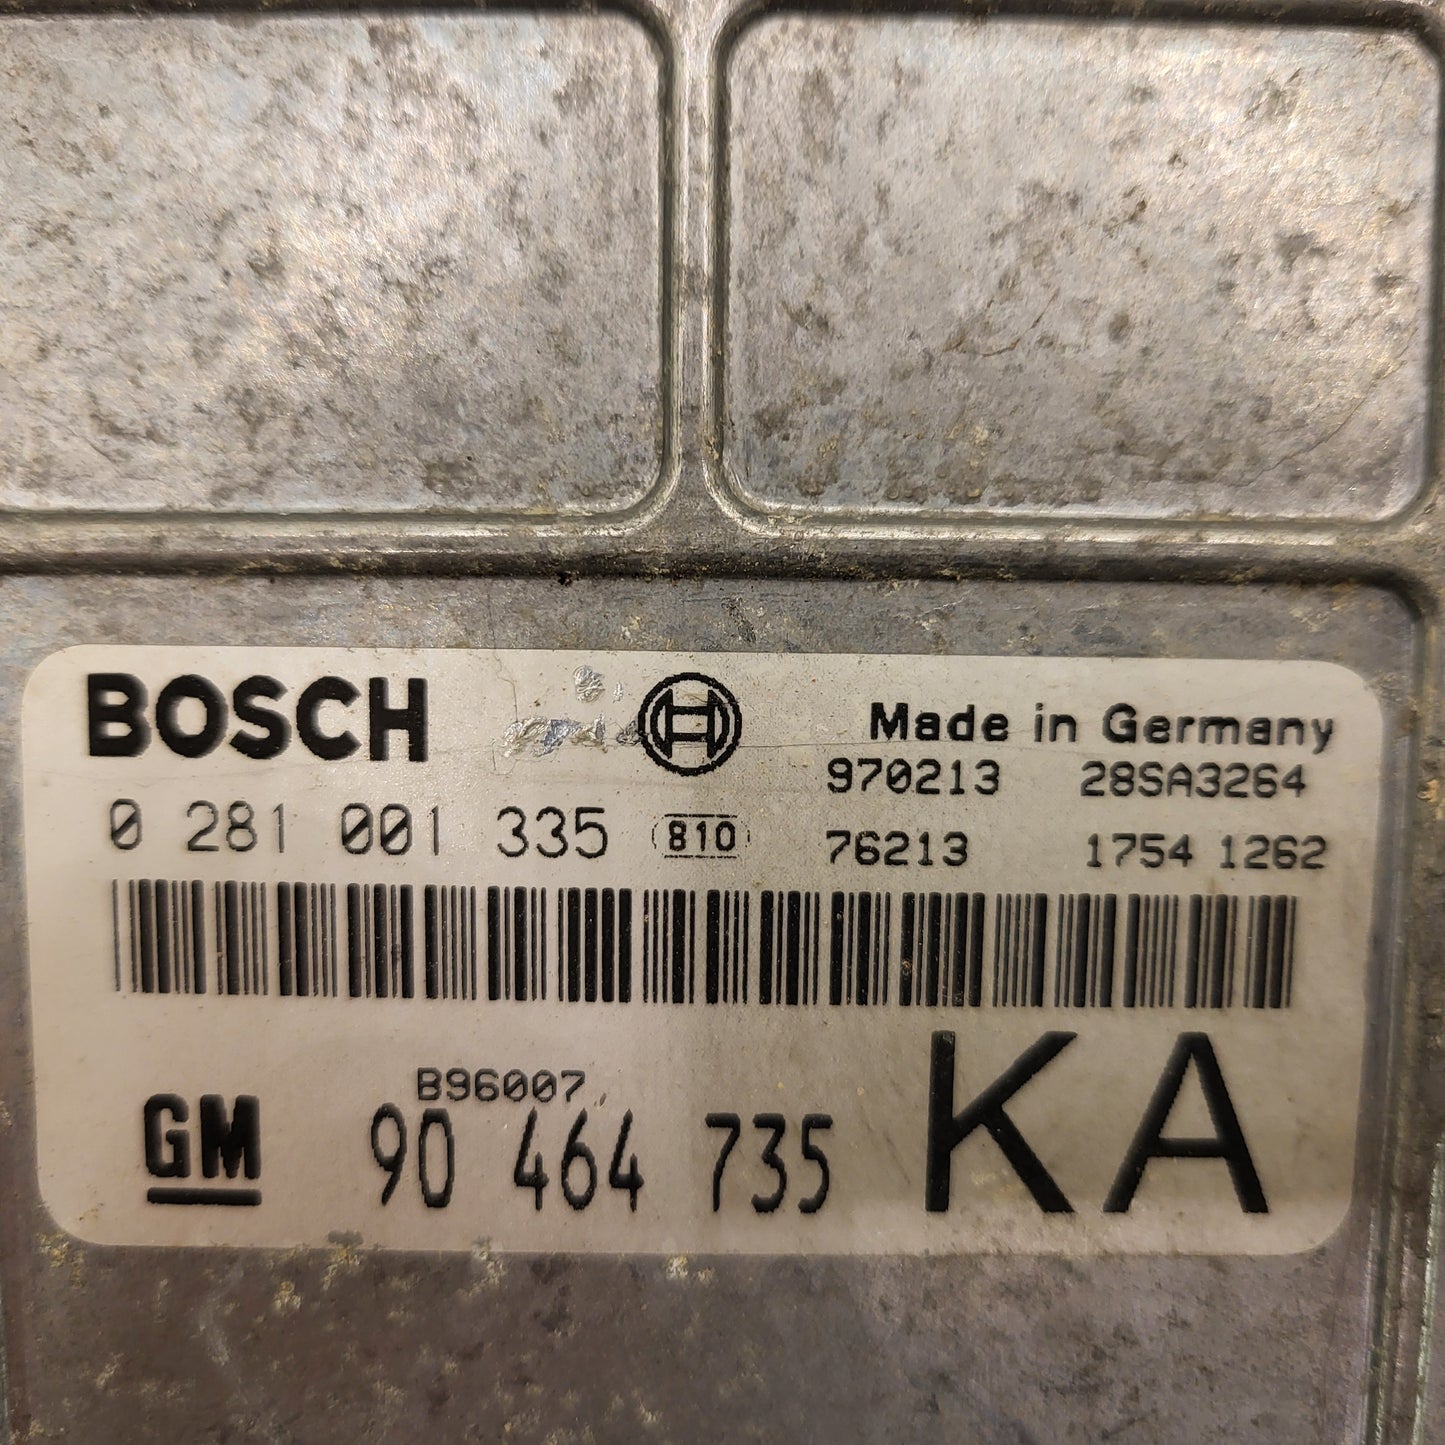 BOSCH
Made in Germany
970213 28SA3264
0 281 001 335 810 76213 1754 1262
B96007
GM 90 464 735 KA